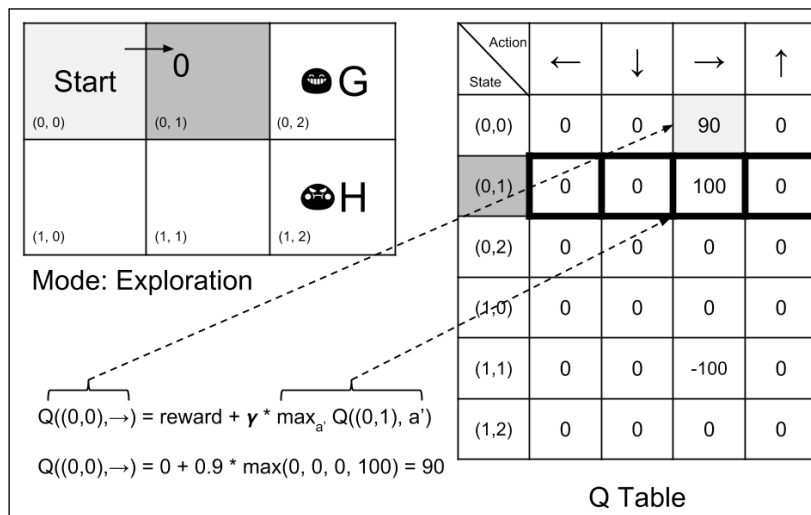 Start
0
G
(0, 0)
(0, 1)
(0, 2)
H
(1, 0)
(1, 1)
(1, 2)
Mode: Exploration
Q((0,0),→) = reward + γ * maxₐ' Q((0,1), a’)
Q((0,0),→) = 0 + 0.9 * max(0, 0, 0, 100) = 90
Action
State
← ↓ → ↑
(0,0) 0 0 90 0
(0,1) 0 0 100 0
(0,2) 0 0 0 0
(1,0) 0 0 0 0
(1,1) 0 0 -100 0
(1,2) 0 0 0 0
Q Table